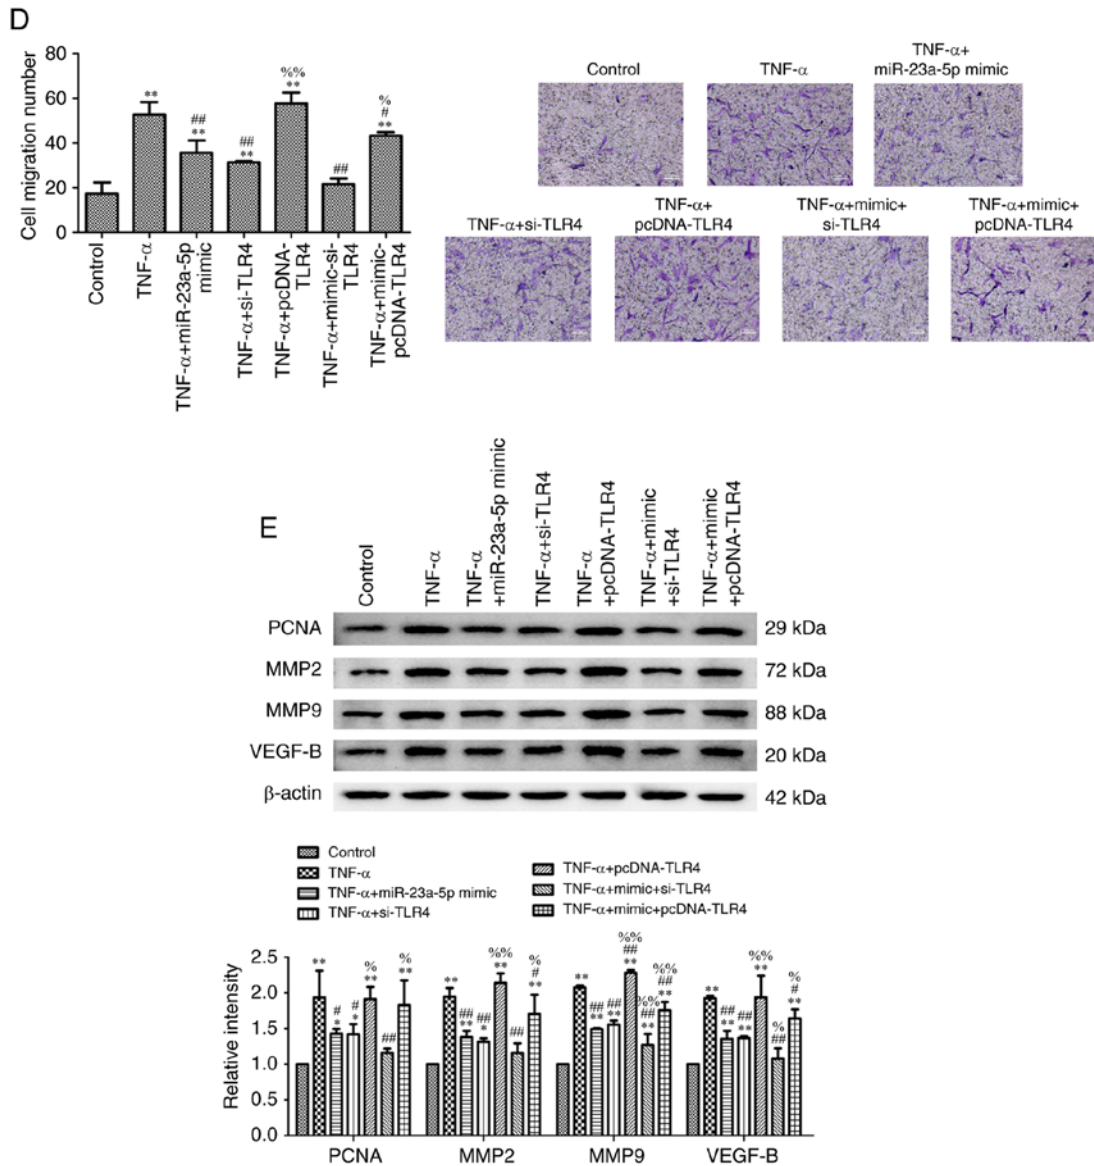 D
80
60
40
20
0
Cell migration number
**
##
**
##
**
%%
**
##
%
#
**
Control
TNF-α
TNF-α+miR-23a-5p
mimic
TNF-α+si-TLR4
TNF-α+pcDNA-
TLR4
TNF-α+mimic-si-
TLR4
TNF-α+mimic-
pcDNA-TLR4
Control
TNF-α
TNF-α+
miR-23a-5p mimic
TNF-α+si-TLR4
TNF-α+
pcDNA-TLR4
TNF-α+mimic+
si-TLR4
TNF-α+mimic+
pcDNA-TLR4
E
Control
TNF-α
TNF-α
+miR-23a-5p mimic
TNF-α+si-TLR4
TNF-α
+pcDNA-TLR4
TNF-α+mimic
+si-TLR4
TNF-α+mimic
+pcDNA-TLR4
PCNA 29 kDa
MMP2 72 kDa
MMP9 88 kDa
VEGF-B 20 kDa
β-actin 42 kDa
Control
TNF-α
TNF-α+miR-23a-5p mimic
TNF-α+si-TLR4
TNF-α+pcDNA-TLR4
TNF-α+mimic+si-TLR4
TNF-α+mimic+pcDNA-TLR4
Relative intensity
2.5
2.0
1.5
1.0
0.5
0.0
**
#
*
#
*
%
**
##
%
**
**
##
**
##
*
%%
**
##
%
#
**
**
##
**
##
**
%%
##
**
%%
##
**
%%
##
**
**
##
**
##
**
%%
**
%
##
%
#
**
PCNA MMP2 MMP9 VEGF-B